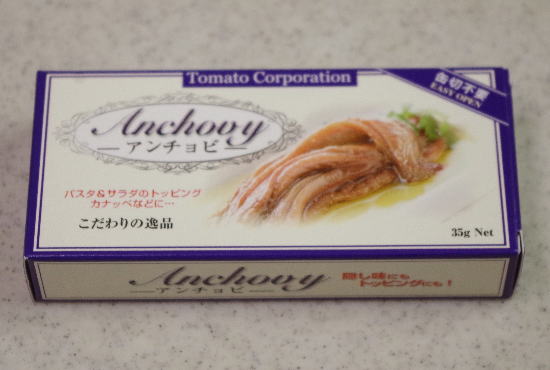 Tomato Corporation
缶切不要
EASY OPEN
Anchovy
アンチョビ
パスタ&サラダのトッピング
カナッペなどに…
こだわりの逸品
35g Net
Anchovy
アンチョビ
隠し味にも
トッピングにも!